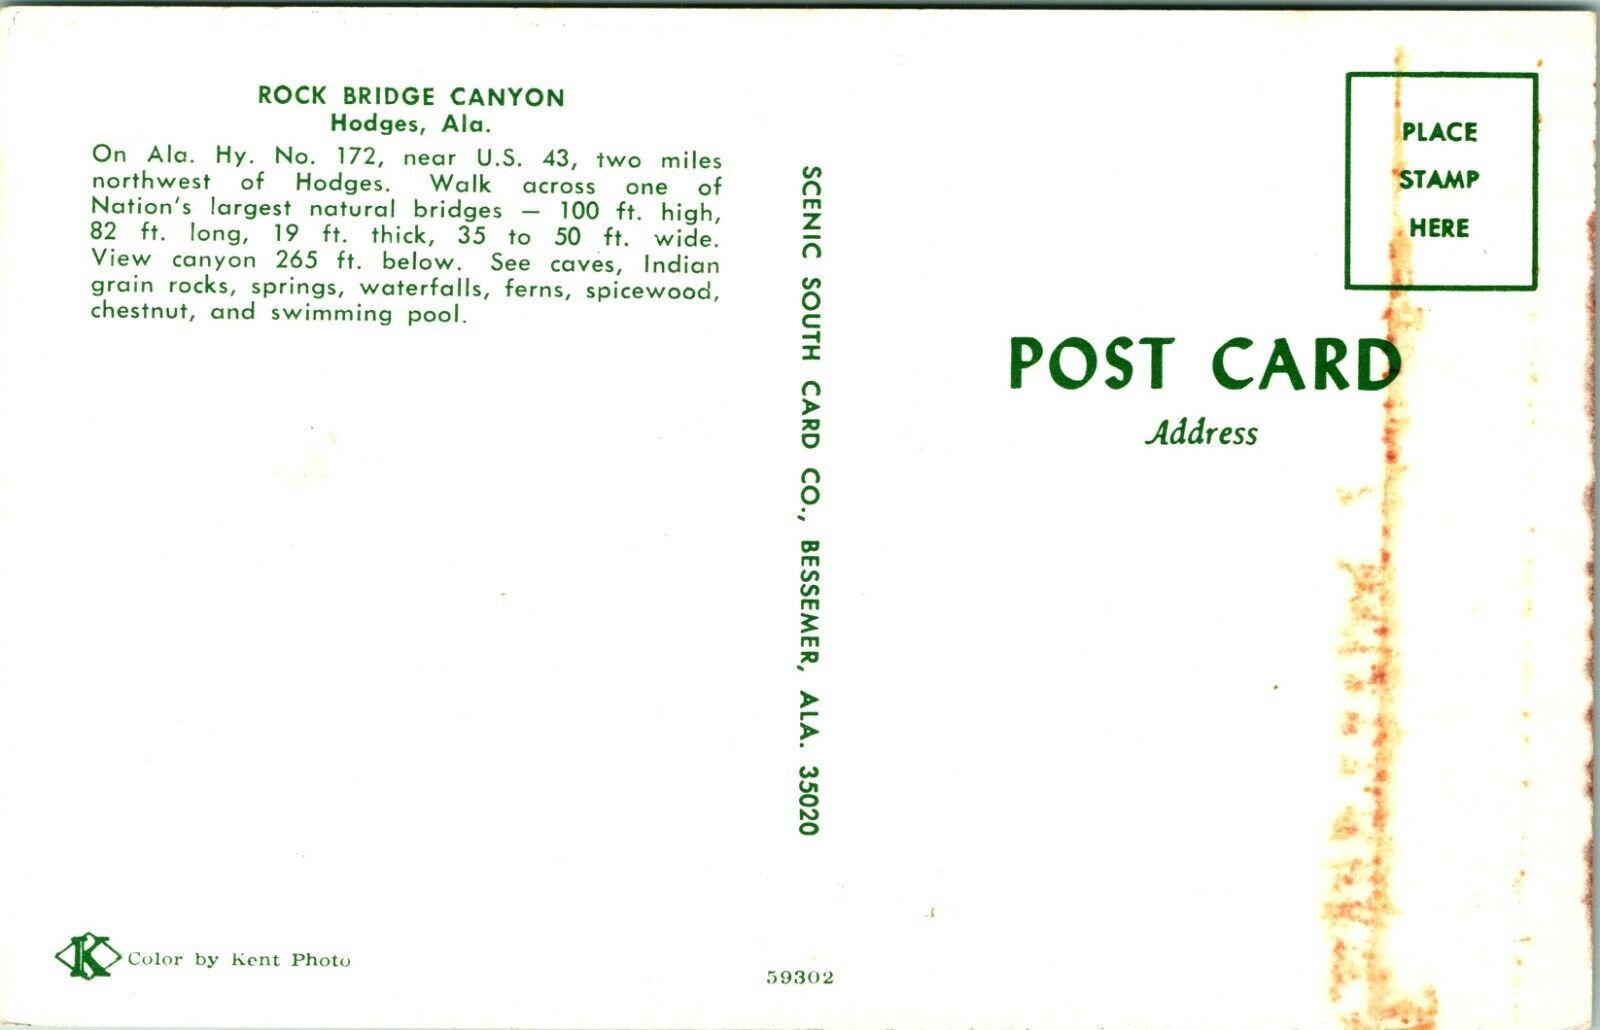 ROCK BRIDGE CANYON
Hodges, Ala.
On Ala. Hy. No. 172, near U.S. 43, two miles
northwest of Hodges. Walk across one of
Nation's largest natural bridges — 100 ft. high,
82 ft. long, 19 ft. thick, 35 to 50 ft. wide.
View canyon 265 ft. below. See caves, Indian
grain rocks, springs, waterfalls, ferns, spicewood,
chestnut, and swimming pool.
SCENIC SOUTH CARD CO., BESSEMER, ALA. 35020
PLACE
STAMP
HERE
POST CARD
Address
K Color by Kent Photo
59302